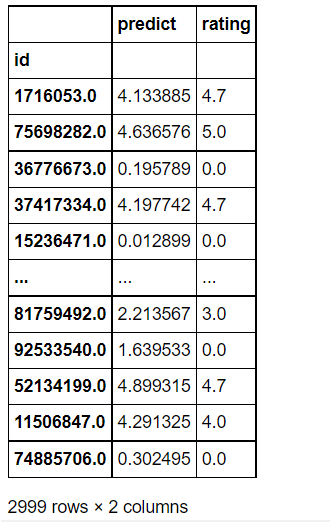 predict rating
id
1716053.0 4.133885 4.7
75698282.0 4.636576 5.0
36776673.0 0.195789 0.0
37417334.0 4.197742 4.7
15236471.0 0.012899 0.0
... ... ...
81759492.0 2.213567 3.0
92533540.0 1.639533 0.0
52134199.0 4.899315 4.7
11506847.0 4.291325 4.0
74885706.0 0.302495 0.0
2999 rows × 2 columns